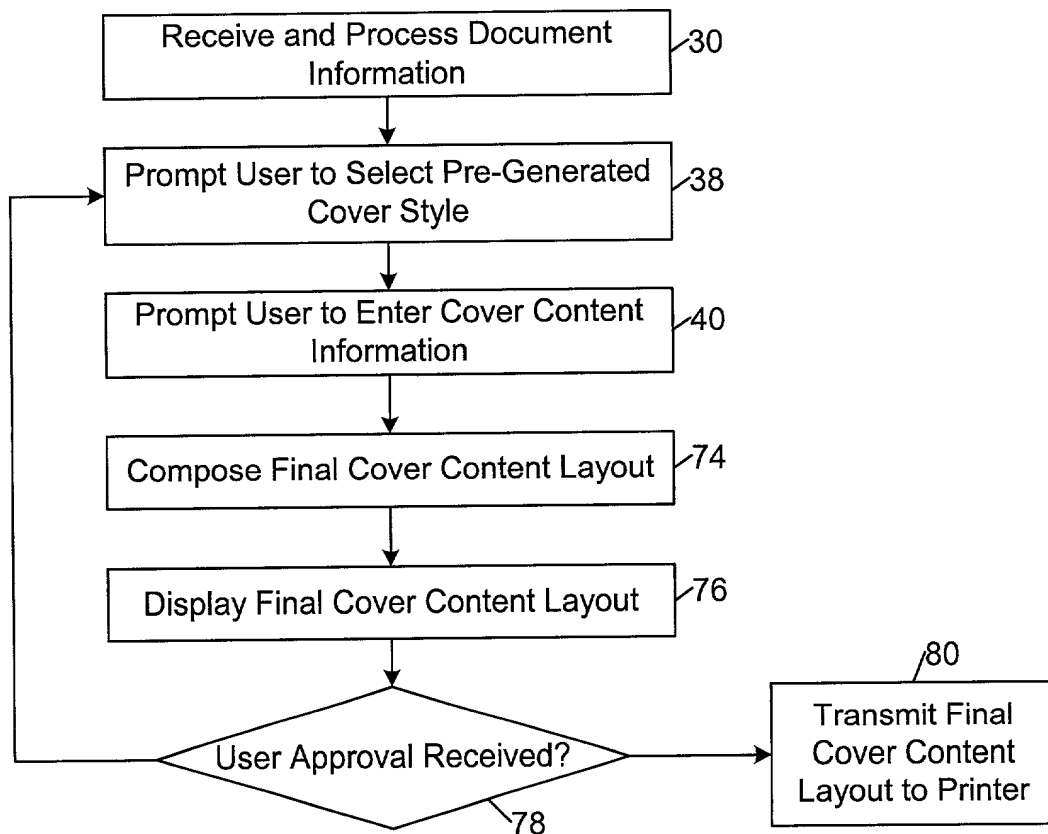 Receive and Process Document
Information
30
Prompt User to Select Pre-Generated
Cover Style
38
Prompt User to Enter Cover Content
Information
40
Compose Final Cover Content Layout
74
Display Final Cover Content Layout
76
User Approval Received?
78
80
Transmit Final
Cover Content
Layout to Printer